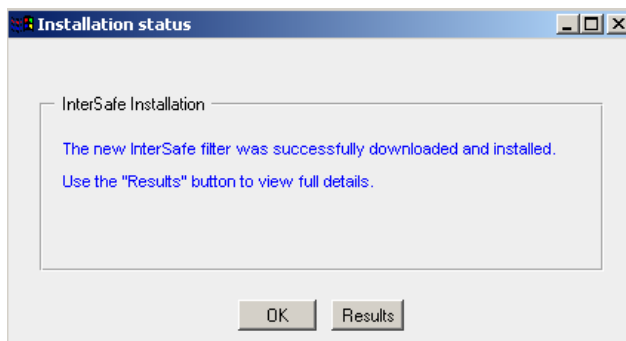 Installation status
InterSafe Installation
The new InterSafe filter was successfully downloaded and installed.
Use the "Results" button to view full details.
OK
Results